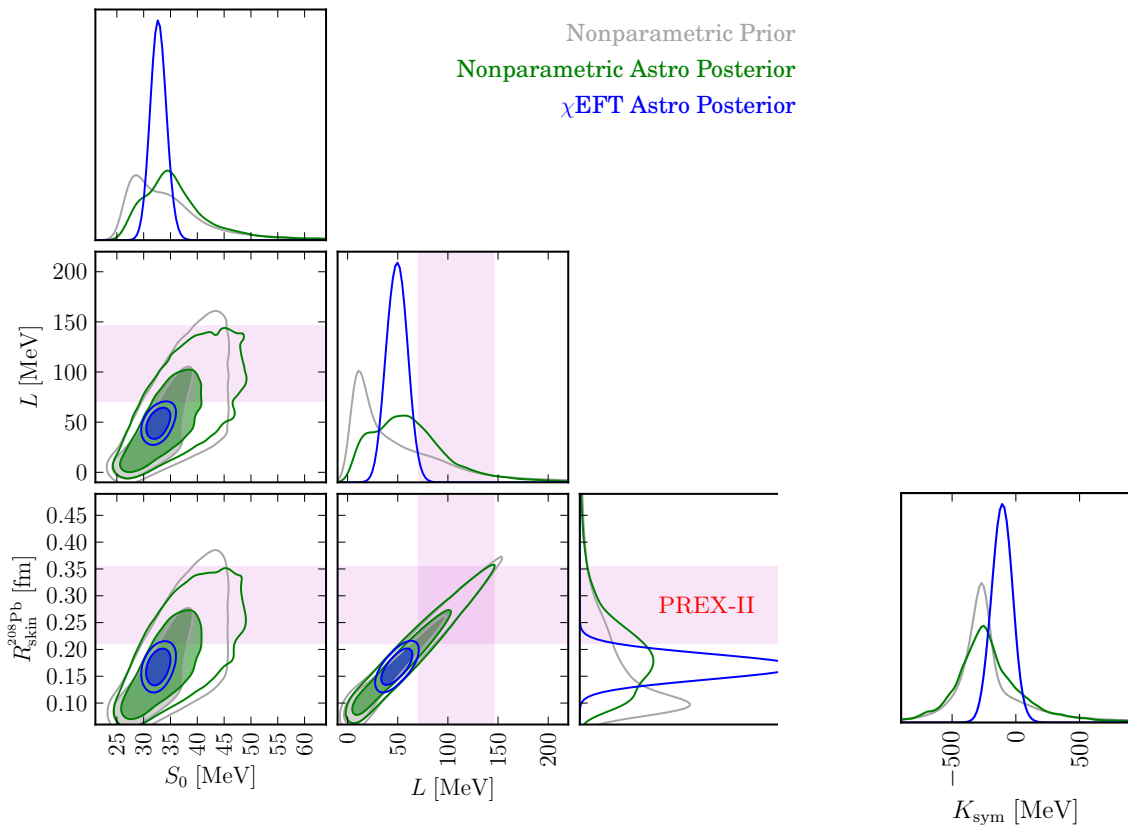 Nonparametric Prior
Nonparametric Astro Posterior
χEFT Astro Posterior
200
150
100
50
0
L [MeV]
0.45
0.40
0.35
0.30
0.25
0.20
0.15
0.10
R_skin^208Pb [fm]
PREX-II
25 30 35 40 45 50 55 60
S₀ [MeV]
0 50 100 150 200
L [MeV]
−500 0 500
K_sym [MeV]